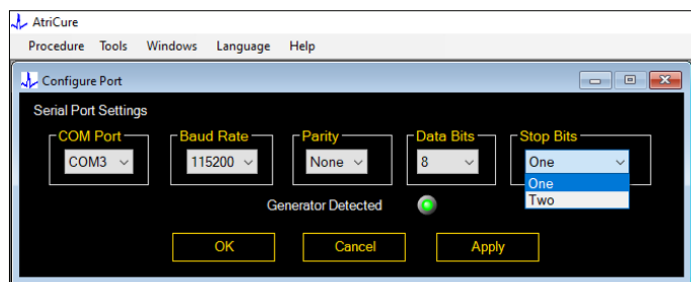 AtriCure
Procedure Tools Windows Language Help
Configure Port
Serial Port Settings
COM Port Baud Rate Parity Data Bits Stop Bits
COM3 115200 None 8 One
One
Two
Generator Detected
OK Cancel Apply